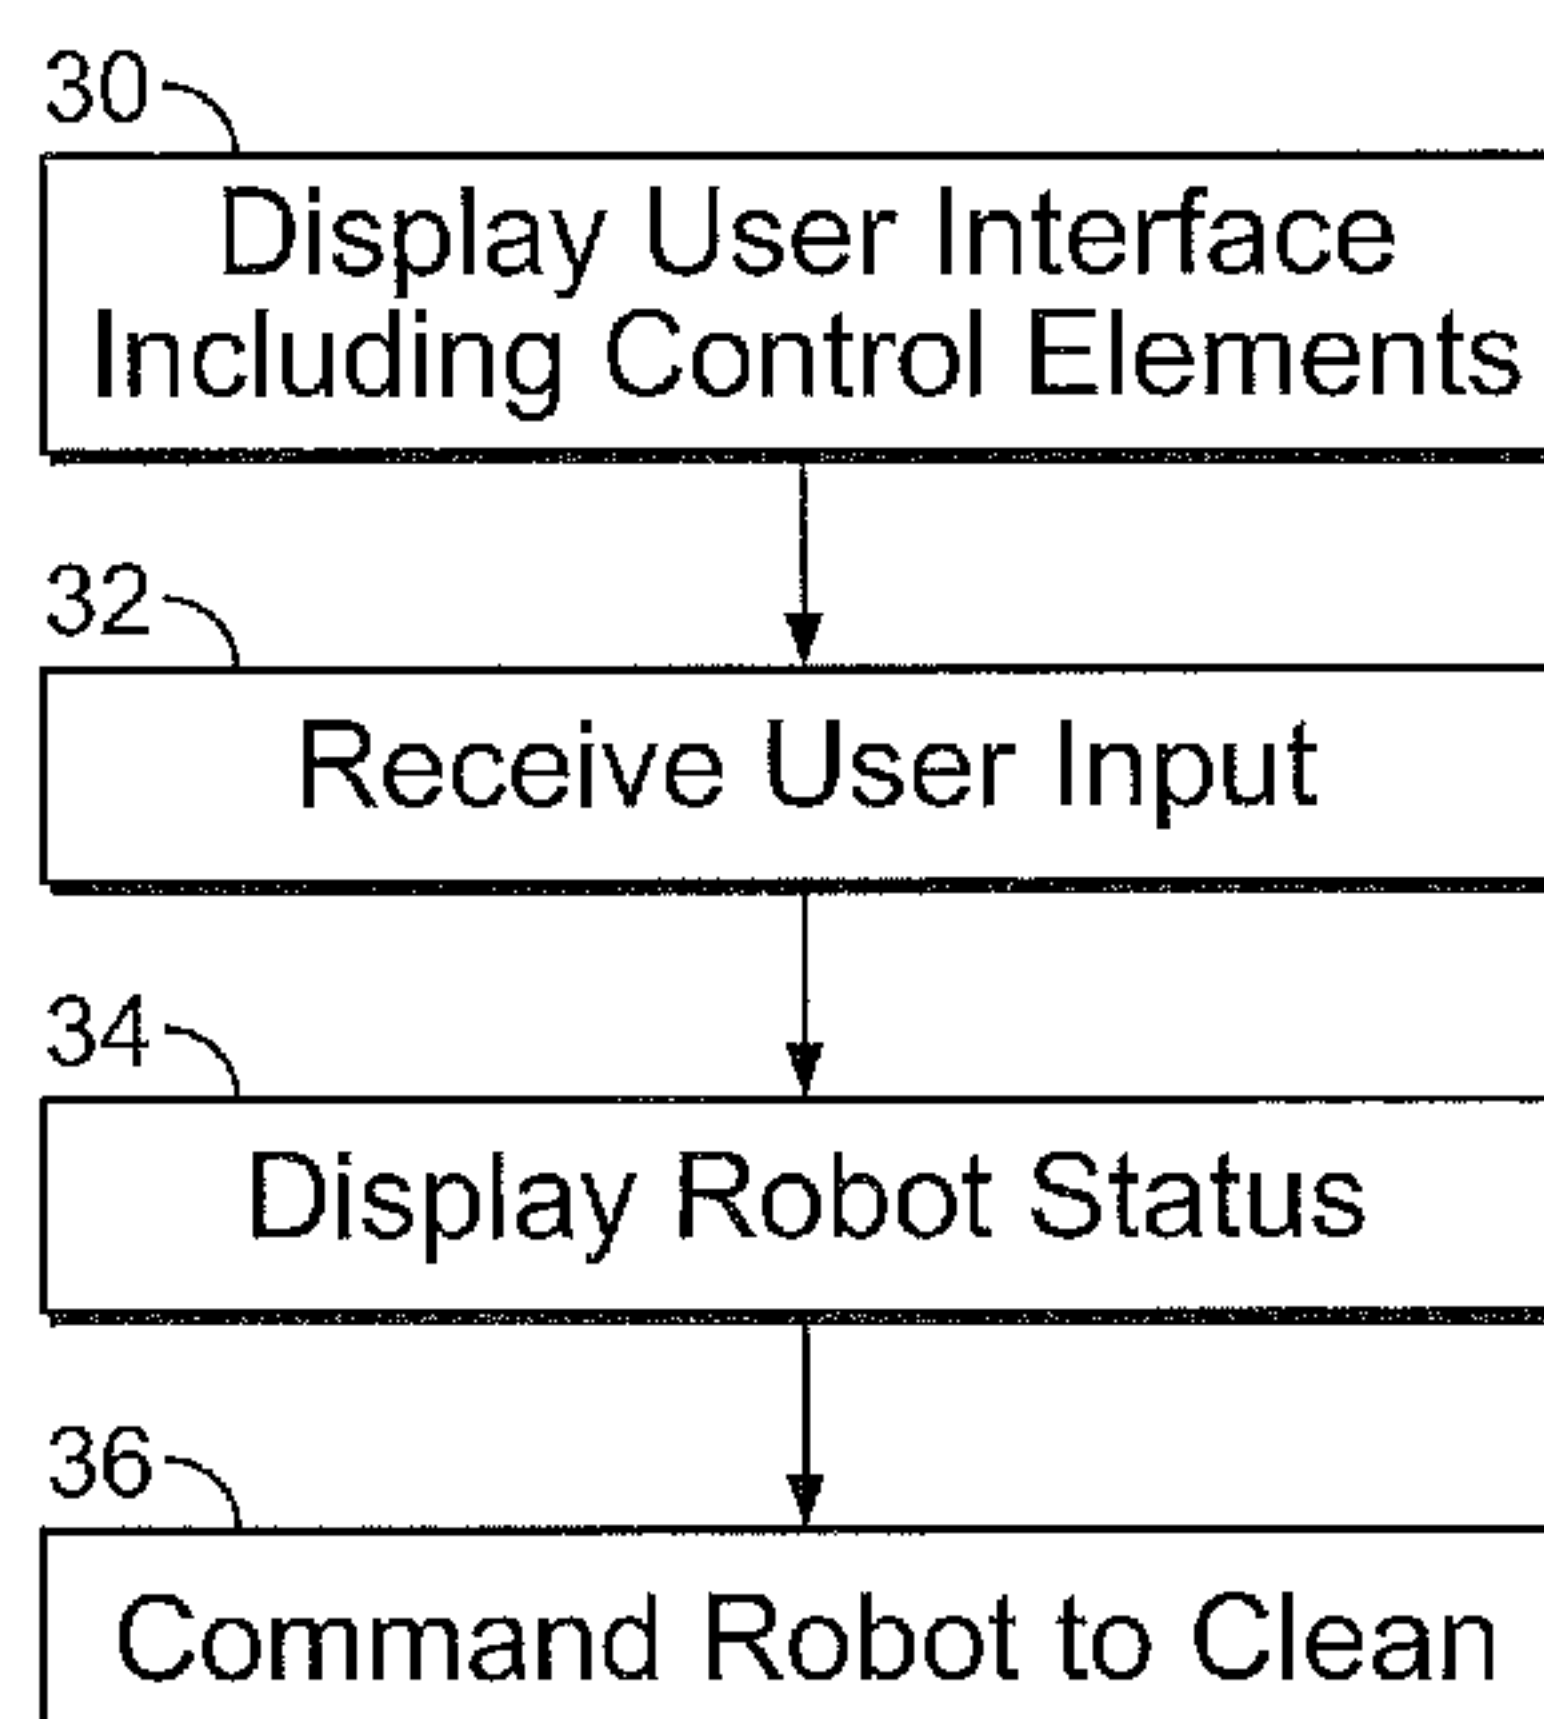 30
Display User Interface
Including Control Elements
32
Receive User Input
34
Display Robot Status
36
Command Robot to Clean